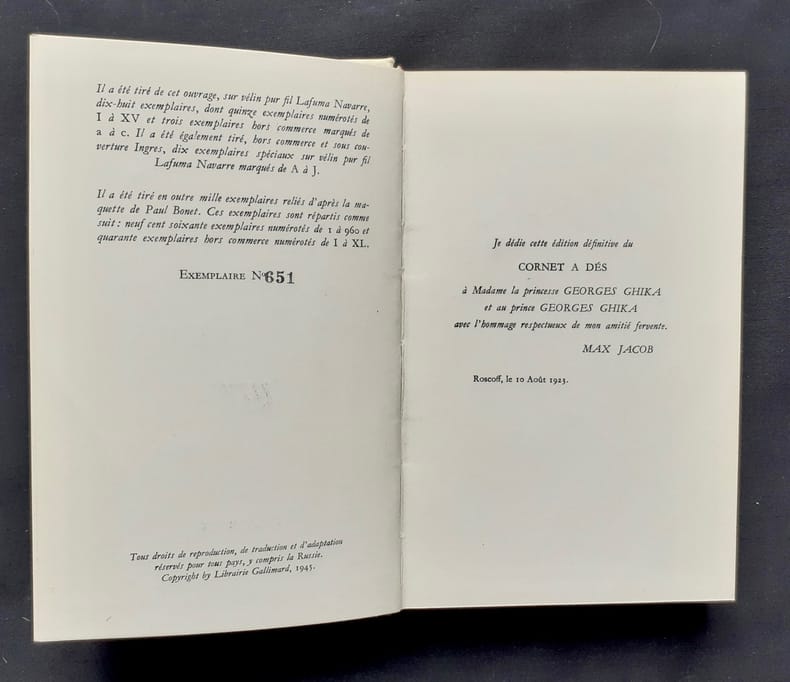 Il a été tiré de cet ouvrage, sur vélin pur fil Lafuma Navarre,
dix-huit exemplaires, dont quinze exemplaires numérotés de
I à XV et trois exemplaires hors commerce marqués de
a à c. Il a été également tiré, hors commerce et sous cou-
verture Ingres, dix exemplaires spéciaux sur vélin pur fil
Lafuma Navarre marqués de A à J.
Il a été tiré en outre mille exemplaires reliés d'après la ma-
quette de Paul Bonet. Ces exemplaires sont répartis comme
suit : neuf cent soixante exemplaires numérotés de 1 à 960 et
quarante exemplaires hors commerce numérotés de I à XL.
EXEMPLAIRE Nº 651
Tous droits de reproduction, de traduction et d'adaptation
réservés pour tous pays, y compris la Russie.
Copyright by Librairie Gallimard, 1945.
Je dédie cette édition définitive du
CORNET A DÉS
à Madame la princesse GEORGES GHIKA
et au prince GEORGES GHIKA
avec l'hommage respectueux de mon amitié fervente.
MAX JACOB
Roscoff, le 10 Août 1923.